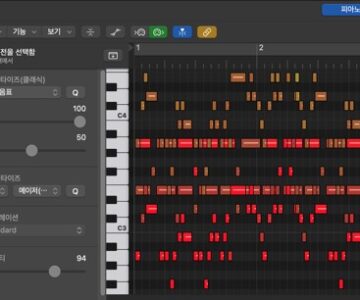 피아노
기능 보기
1 2
전을 선택함
에서
타이즈(클래식)
음표 Q
100
50
타이즈
메이저(… Q
레이션
dard
티 94
C4
C3